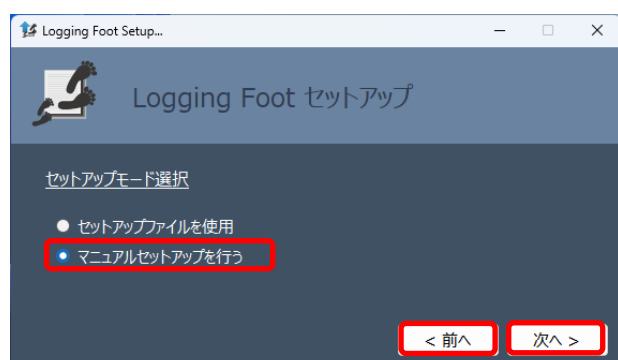 Logging Foot Setup...
Logging Foot セットアップ
セットアップモード選択
セットアップファイルを使用
マニュアルセットアップを行う
< 前へ 次へ >